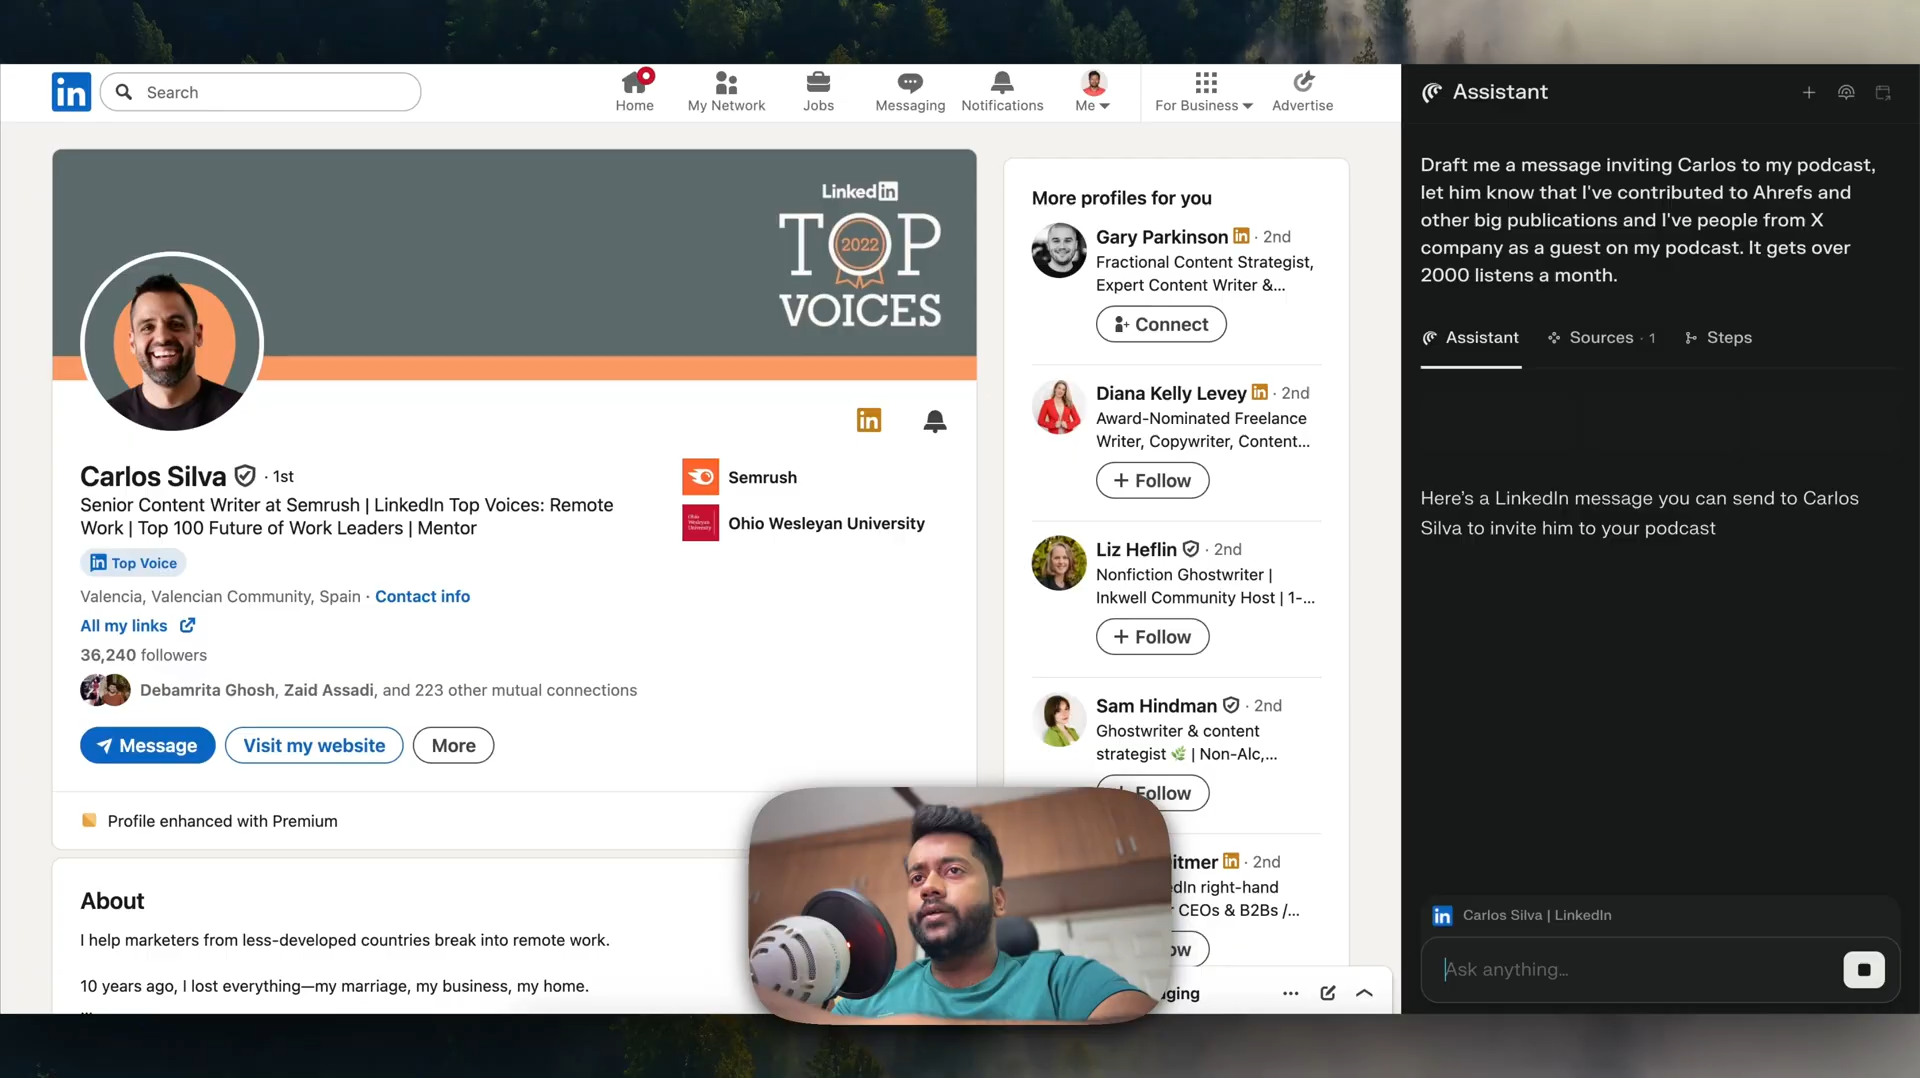 in
Search
Home
My Network
Jobs
Messaging
Notifications
Me
For Business
Advertise
Linked in
TOP
2022
VOICES
in
Carlos Silva · 1st
Senior Content Writer at Semrush | LinkedIn Top Voices: Remote
Work | Top 100 Future of Work Leaders | Mentor
in Top Voice
Valencia, Valencian Community, Spain · Contact info
All my links
36,240 followers
Debamrita Ghosh, Zaid Assadi, and 223 other mutual connections
Message
Visit my website
More
Semrush
Ohio Wesleyan University
Profile enhanced with Premium
About
I help marketers from less-developed countries break into remote work.
10 years ago, I lost everything—my marriage, my business, my home.
More profiles for you
Gary Parkinson in · 2nd
Fractional Content Strategist,
Expert Content Writer &...
Connect
Diana Kelly Levey in · 2nd
Award-Nominated Freelance
Writer, Copywriter, Content...
+ Follow
Liz Heflin · 2nd
Nonfiction Ghostwriter |
Inkwell Community Host | 1-...
+ Follow
Sam Hindman · 2nd
Ghostwriter & content
strategist 🌿 | Non-Alc,...
Follow
itmer in · 2nd
edIn right-hand
CEOs & B2Bs /...
ow
ging
Assistant
Draft me a message inviting Carlos to my podcast,
let him know that I've contributed to Ahrefs and
other big publications and I've people from X
company as a guest on my podcast. It gets over
2000 listens a month.
Assistant
Sources · 1
Steps
Here's a LinkedIn message you can send to Carlos
Silva to invite him to your podcast
in Carlos Silva | LinkedIn
Ask anything...